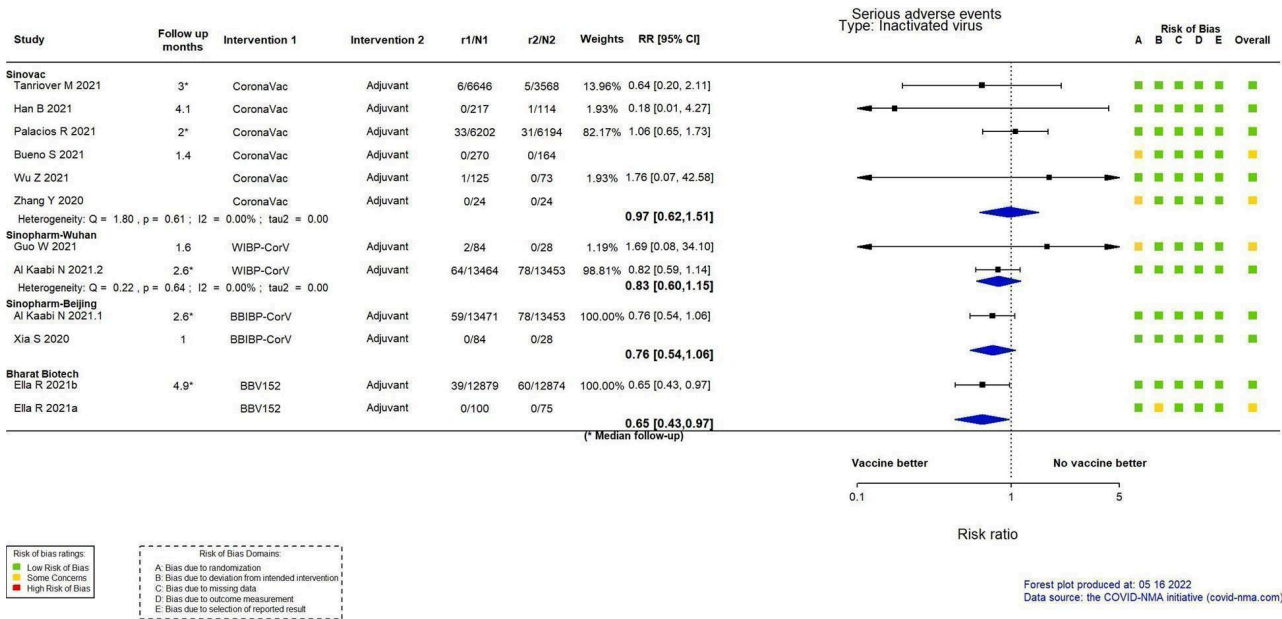 Serious adverse events
Type: Inactivated virus
Study Follow up months Intervention 1 Intervention 2 r1/N1 r2/N2 Weights RR [95% CI] Risk of Bias
A B C D E Overall
Sinovac
Tanriover M 2021 3* CoronaVac Adjuvant 6/6646 5/3568 13.96% 0.64 [0.20, 2.11]
Han B 2021 4.1 CoronaVac Adjuvant 0/217 1/114 1.93% 0.18 [0.01, 4.27]
Palacios R 2021 2* CoronaVac Adjuvant 33/6202 31/6194 82.17% 1.06 [0.65, 1.73]
Bueno S 2021 1.4 CoronaVac Adjuvant 0/270 0/164
Wu Z 2021 CoronaVac Adjuvant 1/125 0/73 1.93% 1.76 [0.07, 42.58]
Zhang Y 2020 CoronaVac Adjuvant 0/24 0/24
Heterogeneity: Q = 1.80 , p = 0.61 ; I2 = 0.00% ; tau2 = 0.00 0.97 [0.62,1.51]
Sinopharm-Wuhan
Guo W 2021 1.6 WIBP-CorV Adjuvant 2/84 0/28 1.19% 1.69 [0.08, 34.10]
Al Kaabi N 2021.2 2.6* WIBP-CorV Adjuvant 64/13464 78/13453 98.81% 0.82 [0.59, 1.14]
Heterogeneity: Q = 0.22 , p = 0.64 ; I2 = 0.00% ; tau2 = 0.00 0.83 [0.60,1.15]
Sinopharm-Beijing
Al Kaabi N 2021.1 2.6* BBIBP-CorV Adjuvant 59/13471 78/13453 100.00% 0.76 [0.54, 1.06]
Xia S 2020 1 BBIBP-CorV Adjuvant 0/84 0/28
0.76 [0.54,1.06]
Bharat Biotech
Ella R 2021b 4.9* BBV152 Adjuvant 39/12879 60/12874 100.00% 0.65 [0.43, 0.97]
Ella R 2021a BBV152 Adjuvant 0/100 0/75
0.65 [0.43,0.97]
(* Median follow-up)
Vaccine better No vaccine better
0.1 1 5
Risk ratio
Risk of bias ratings:
Low Risk of Bias
Some Concerns
High Risk of Bias
Risk of Bias Domains:
A: Bias due to randomization
B: Bias due to deviation from intended intervention
C: Bias due to missing data
D: Bias due to outcome measurement
E: Bias due to selection of reported result
Forest plot produced at: 05 16 2022
Data source: the COVID-NMA initiative (covid-nma.com)